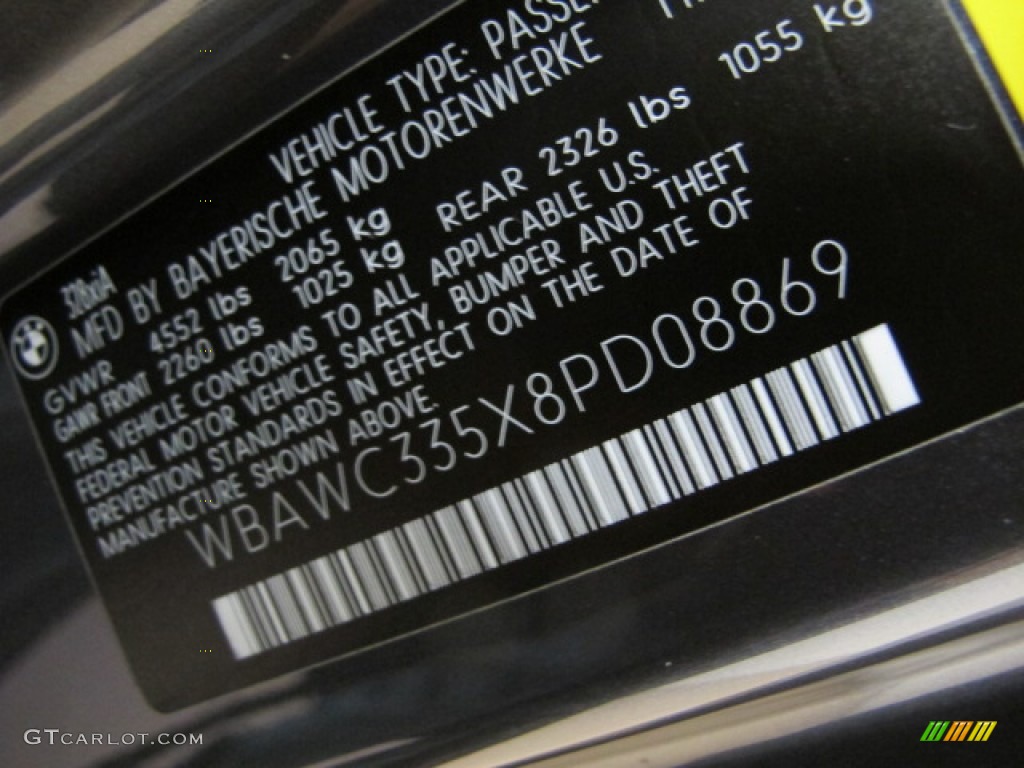 328xiA
VEHICLE TYPE: PASSE
MFD BY BAYERISCHE MOTORENWERKE
GVWR 4552 lbs 2065 kg
GAWR FRONT 2260 lbs 1025 kg REAR 2326 lbs 1055 kg
THIS VEHICLE CONFORMS TO ALL APPLICABLE U.S.
FEDERAL MOTOR VEHICLE SAFETY, BUMPER AND THEFT
PREVENTION STANDARDS IN EFFECT ON THE DATE OF
MANUFACTURE SHOWN ABOVE.
WBAWC335X8PD08869
GTCARLOT.COM